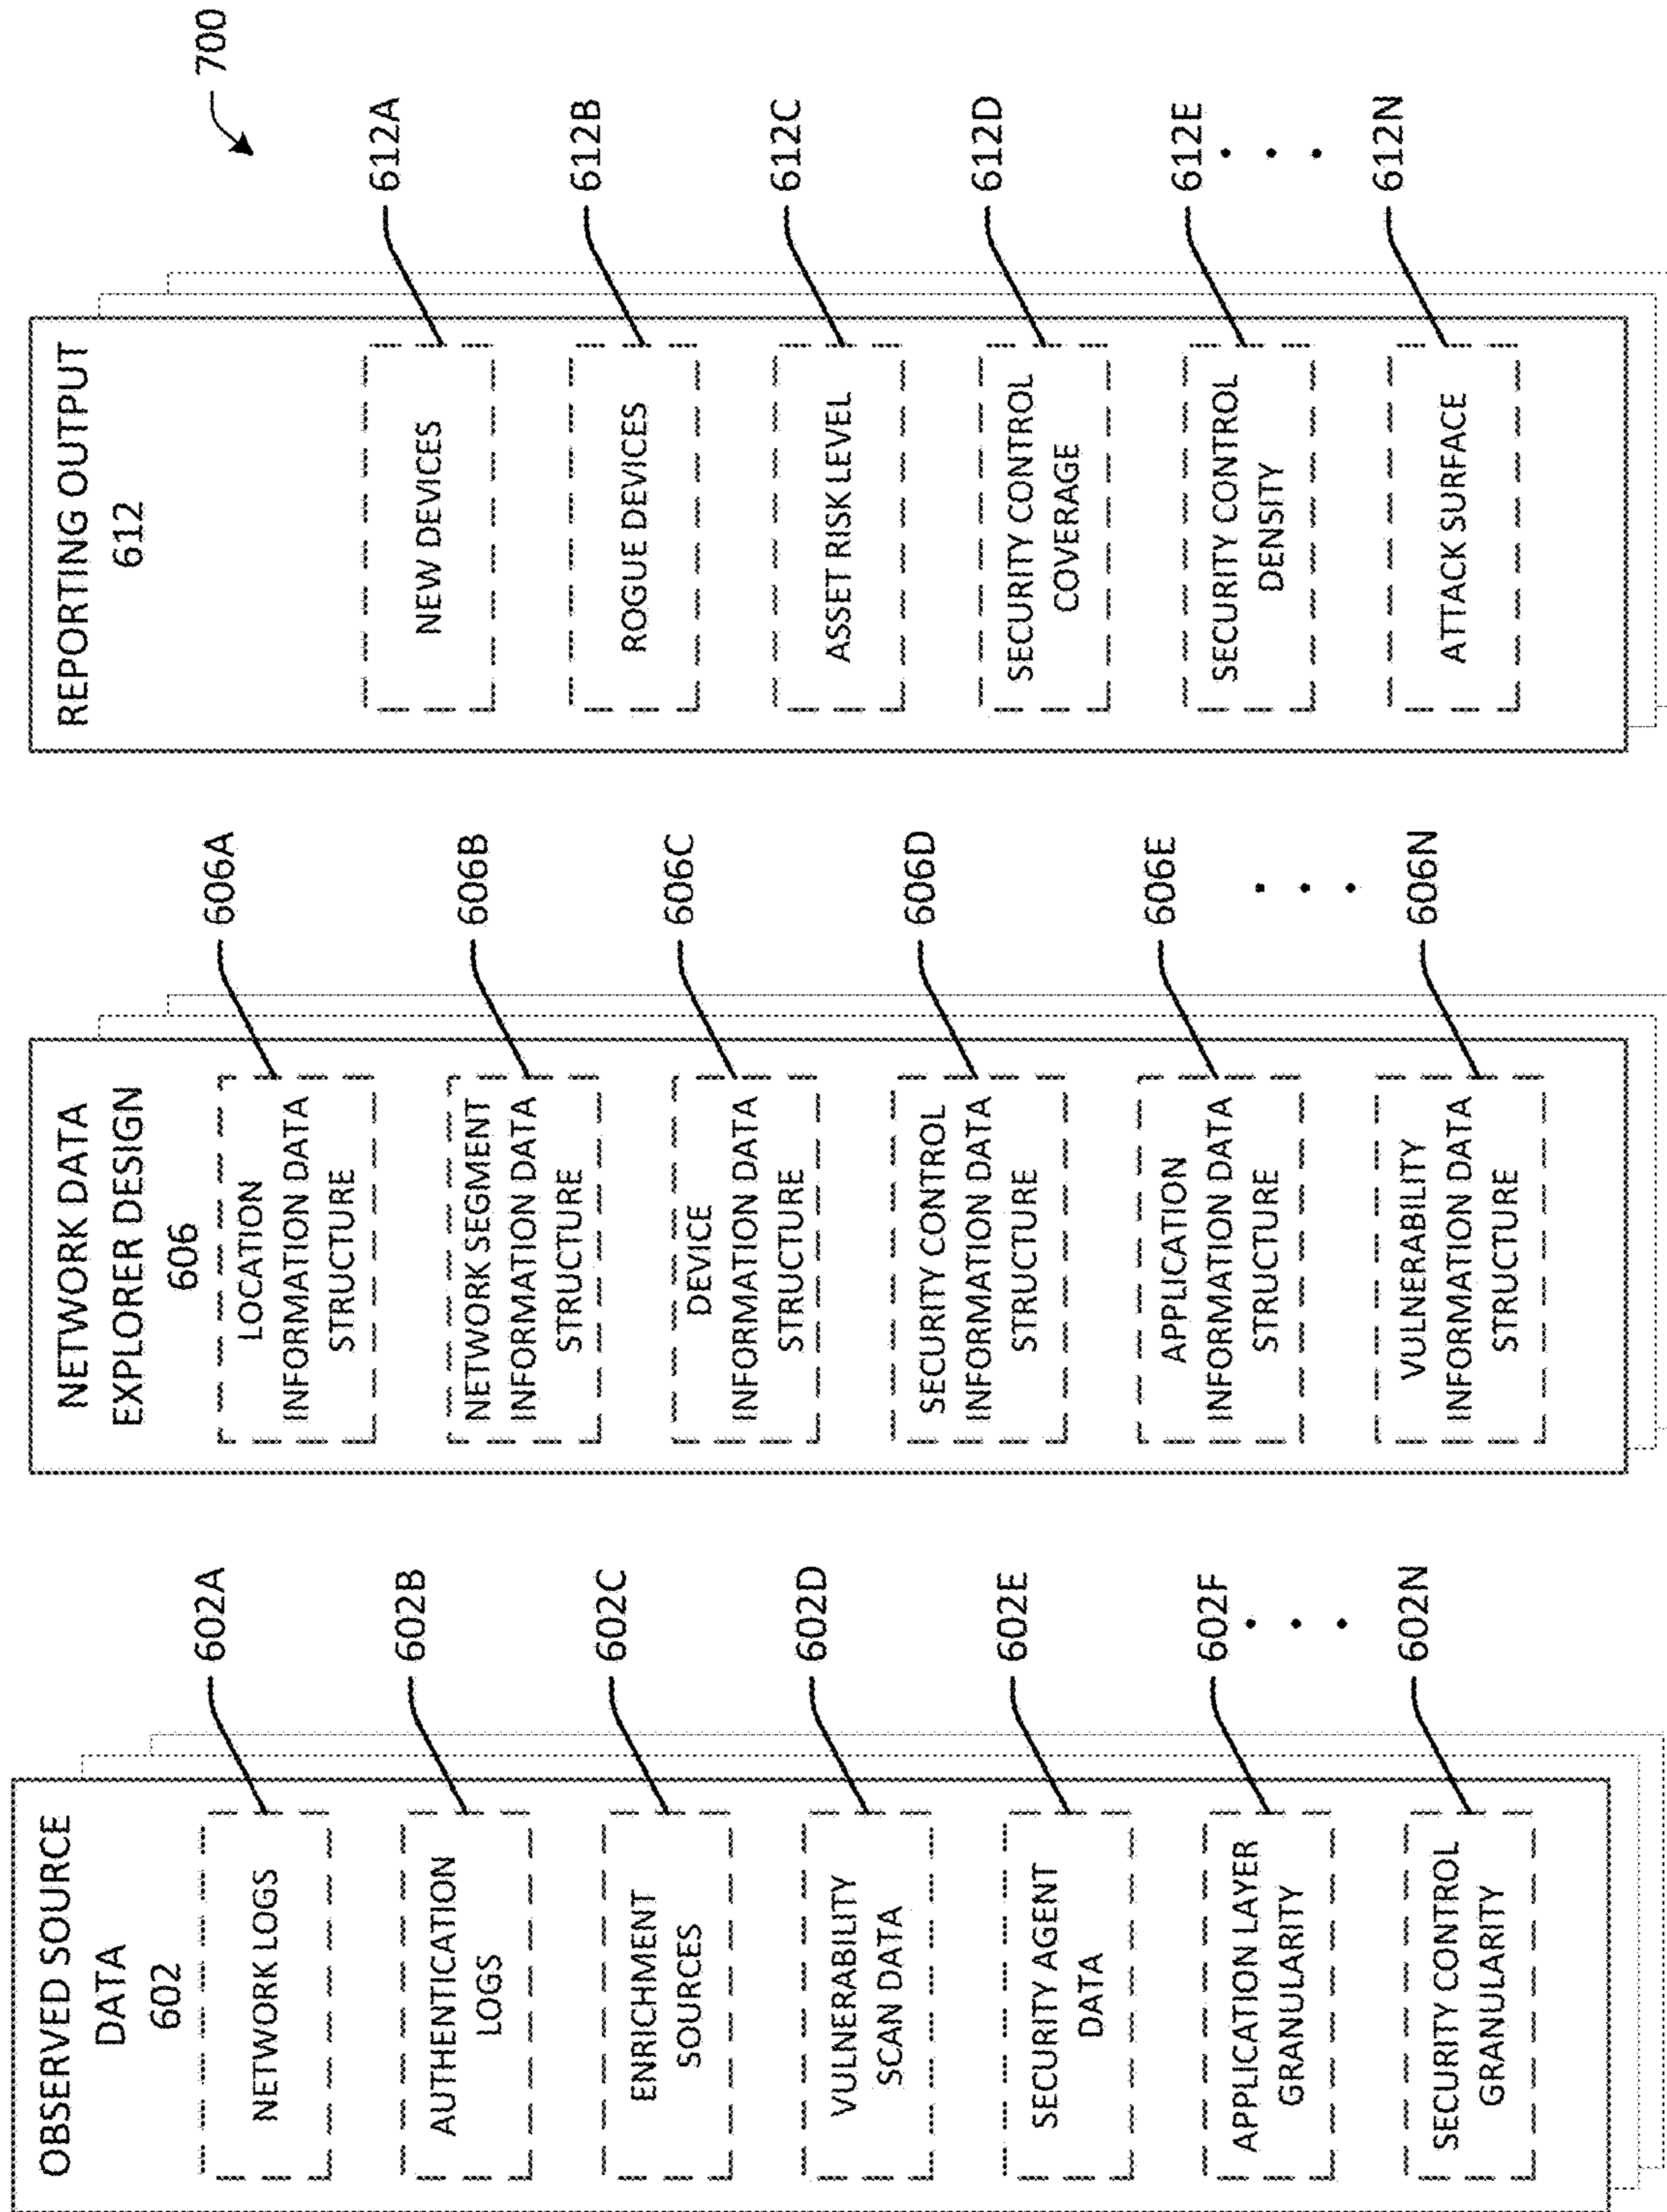 700
OBSERVED SOURCE
DATA
602
NETWORK LOGS
602A
AUTHENTICATION
LOGS
602B
ENRICHMENT
SOURCES
602C
VULNERABILITY
SCAN DATA
602D
SECURITY AGENT
DATA
602E
APPLICATION LAYER
GRANULARITY
602F
SECURITY CONTROL
GRANULARITY
602N
NETWORK DATA
EXPLORER DESIGN
606
LOCATION
INFORMATION DATA
STRUCTURE
606A
NETWORK SEGMENT
INFORMATION DATA
STRUCTURE
606B
DEVICE
INFORMATION DATA
STRUCTURE
606C
SECURITY CONTROL
INFORMATION DATA
STRUCTURE
606D
APPLICATION
INFORMATION DATA
STRUCTURE
606E
VULNERABILITY
INFORMATION DATA
STRUCTURE
606N
REPORTING OUTPUT
612
NEW DEVICES
612A
ROGUE DEVICES
612B
ASSET RISK LEVEL
612C
SECURITY CONTROL
COVERAGE
612D
SECURITY CONTROL
DENSITY
612E
ATTACK SURFACE
612N